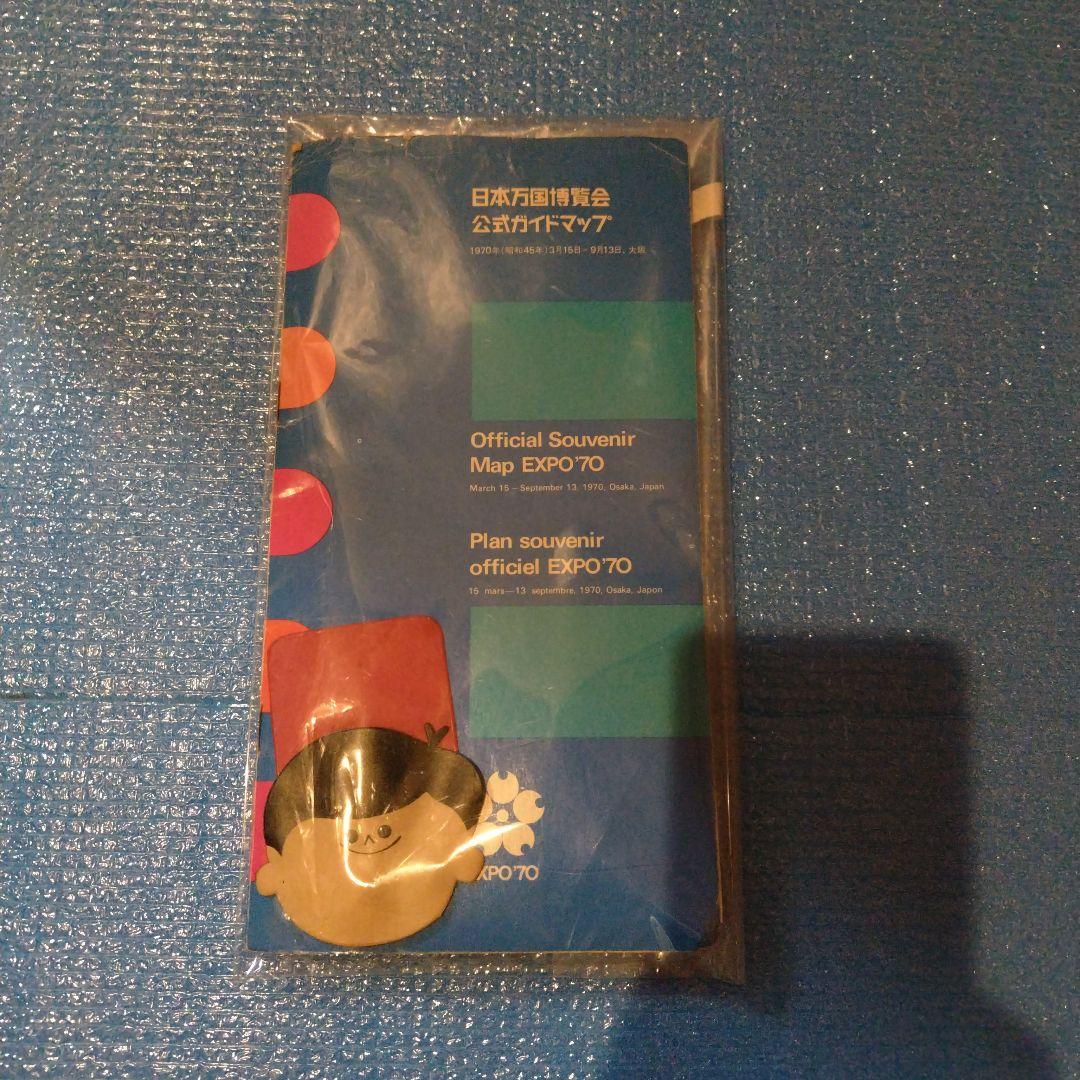 日本万国博覧会
公式ガイドマップ
1970年(昭和45年)3月15日-9月13日, 大阪
Official Souvenir
Map EXPO'70
March 15 – September 13, 1970, Osaka, Japan
Plan souvenir
officiel EXPO'70
15 mars—13 septembre, 1970, Osaka, Japon
EXPO'70